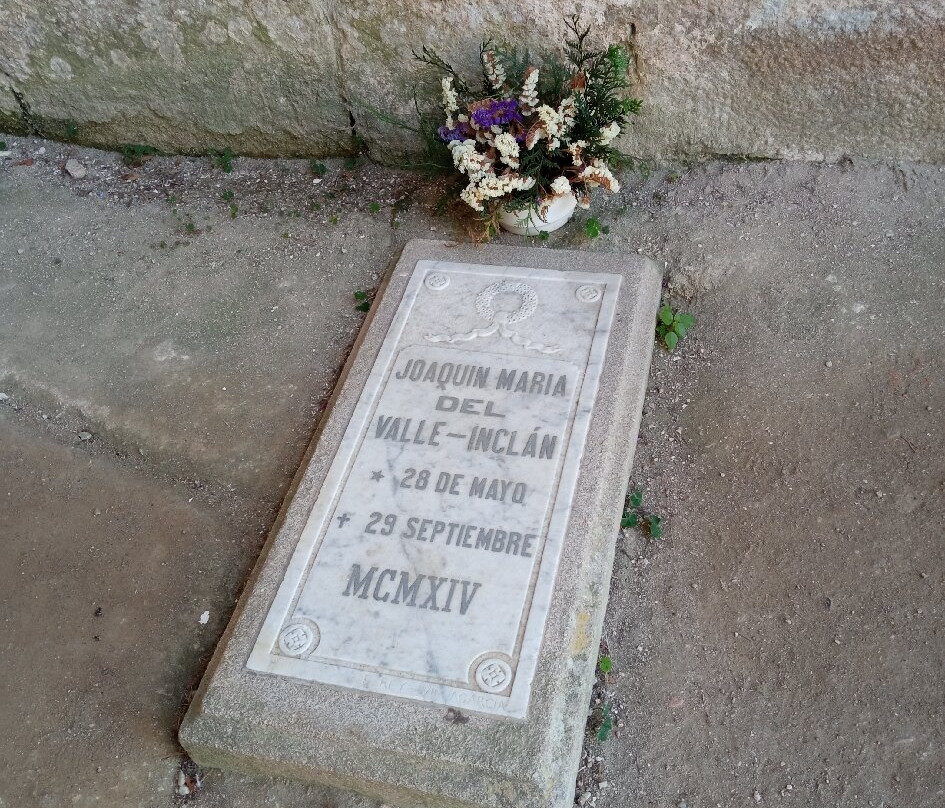 JOAQUIN MARIA
DEL
VALLE-INCLÁN
* 28 DE MAYO
† 29 SEPTIEMBRE
MCMXIV